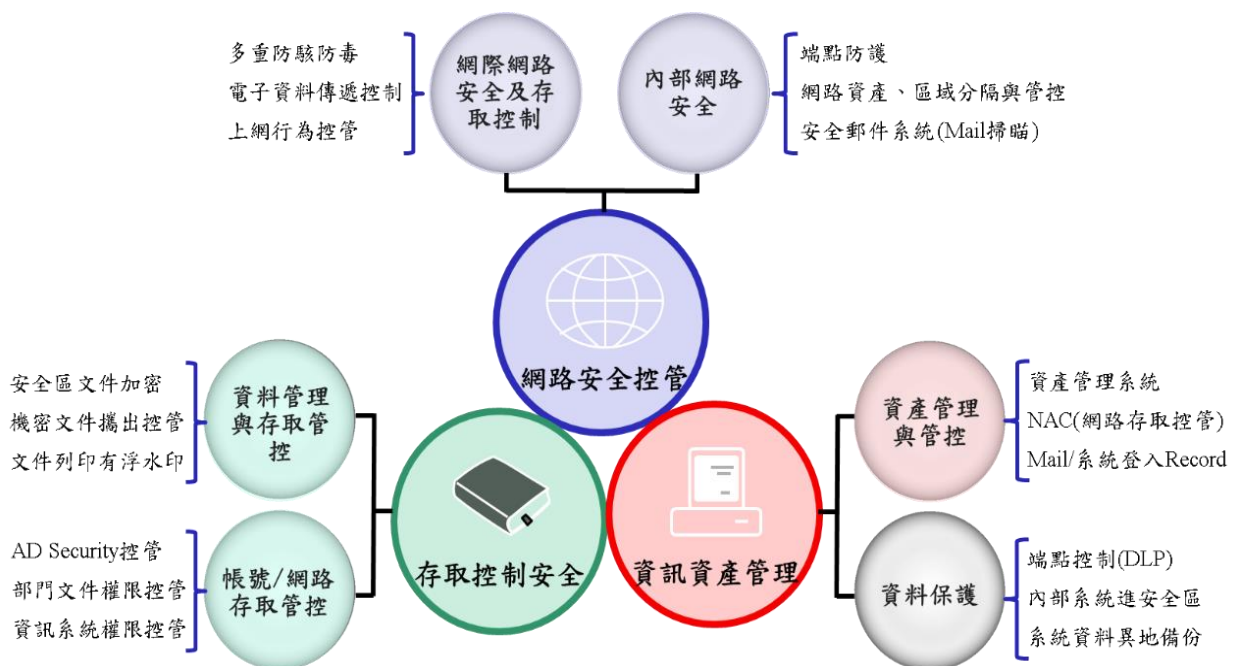 多重防駭防毒
電子資料傳遞控制
上網行為控管
網際網路
安全及存
取控制
內部網路
安全
端點防護
網路資產、區域分隔與管控
安全郵件系統(Mail掃瞄)
網路安全控管
安全區文件加密
機密文件攜出控管
文件列印有浮水印
資料管理
與存取管
控
AD Security控管
部門文件權限控管
資訊系統權限控管
帳號/網路
存取管控
存取控制安全
資訊資產管理
資產管理
與管控
資產管理系統
NAC(網路存取控管)
Mail/系統登入Record
資料保護
端點控制(DLP)
內部系統進安全區
系統資料異地備份